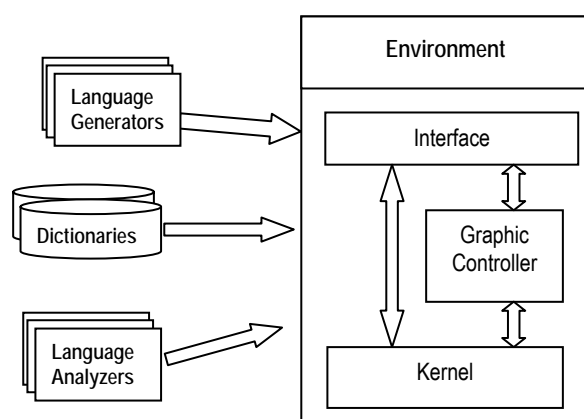 Environment
Language
Generators
Interface
Dictionaries
Graphic
Controller
Language
Analyzers
Kernel